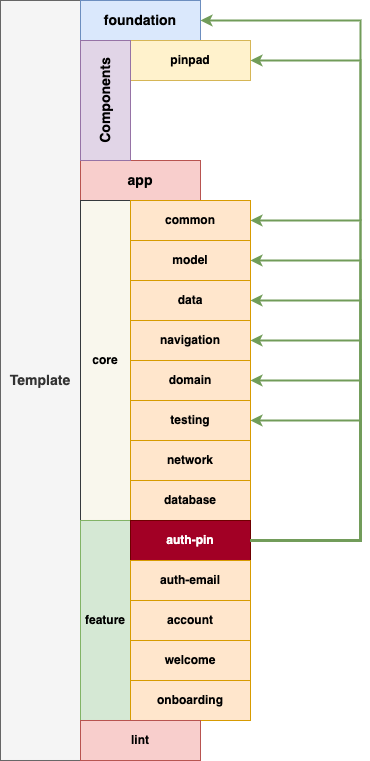 foundation
Components
pinpad
app
common
model
data
navigation
Template
core
domain
testing
network
database
auth-pin
auth-email
feature
account
welcome
onboarding
lint